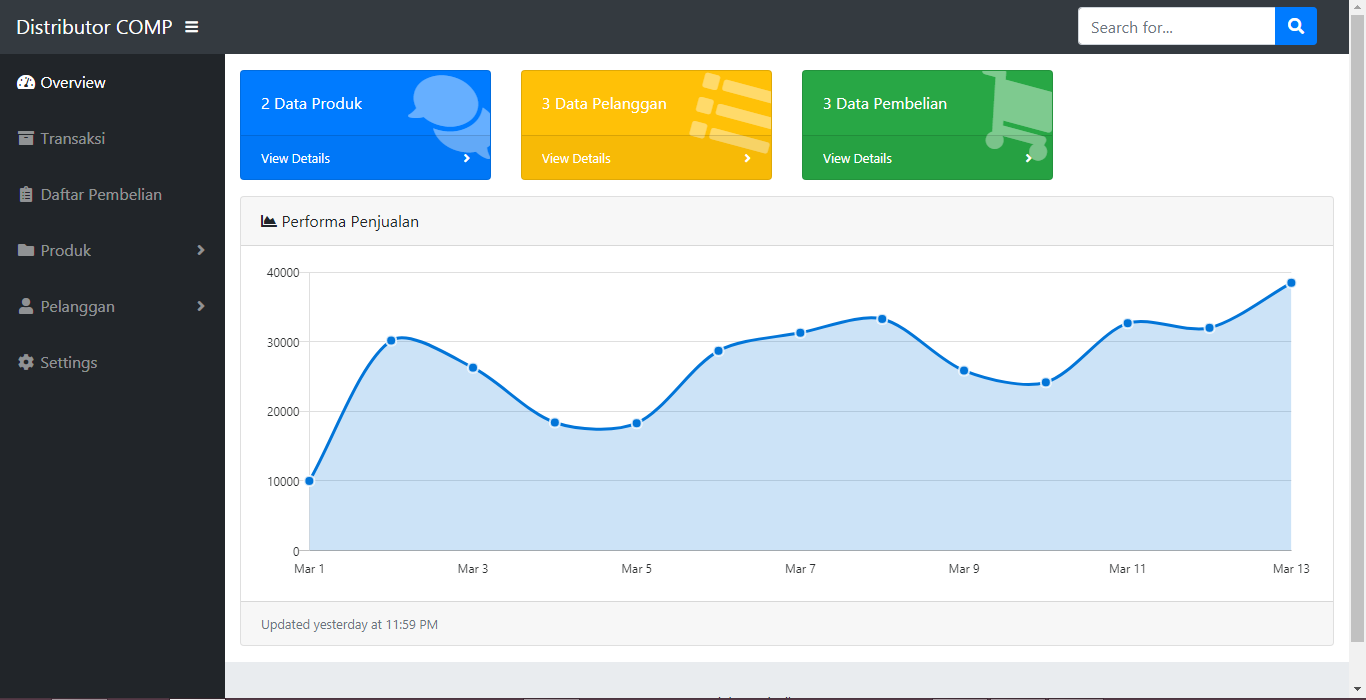 Distributor COMP
Search for...
Overview
Transaksi
Daftar Pembelian
Produk
Pelanggan
Settings
2 Data Produk
View Details
3 Data Pelanggan
View Details
3 Data Pembelian
View Details
Performa Penjualan
40000
30000
20000
10000
0
Mar 1 Mar 3 Mar 5 Mar 7 Mar 9 Mar 11 Mar 13
Updated yesterday at 11:59 PM